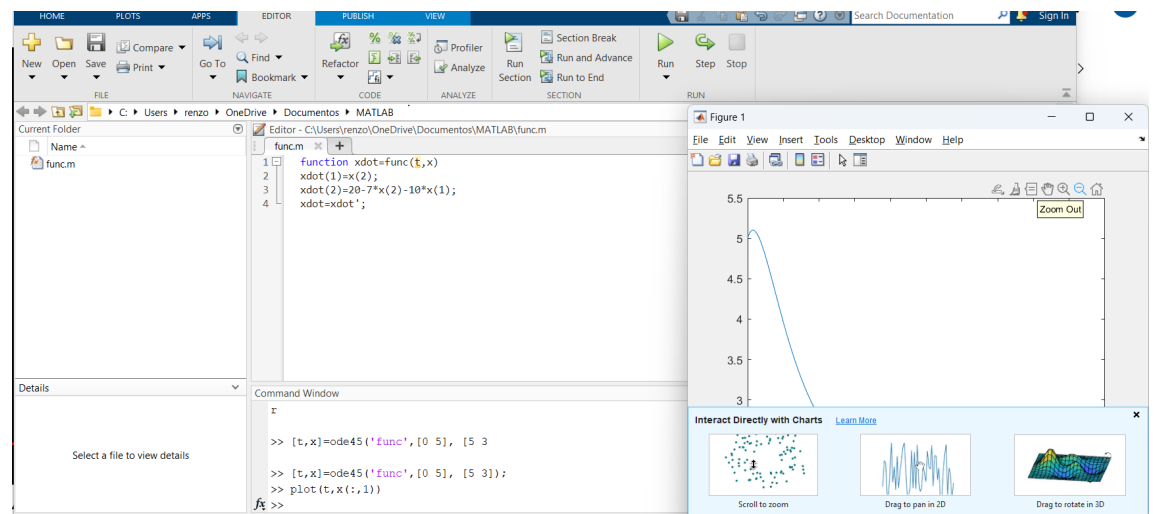 HOME PLOTS APPS EDITOR PUBLISH VIEW Search Documentation Sign In
New Open Save Compare Print Go To Find Bookmark Refactor Profiler Analyze Run Section Section Break Run and Advance Run to End Run Step Stop
FILE NAVIGATE CODE ANALYZE SECTION RUN
C: Users renzo OneDrive Documentos MATLAB
Current Folder
Name
func.m
Editor - C:\Users\renzo\OneDrive\Documentos\MATLAB\func.m
func.m
1 function xdot=func(t,x)
2 xdot(1)=x(2);
3 xdot(2)=20-7*x(2)-10*x(1);
4 xdot=xdot';
Details
Select a file to view details
Command Window
r
>> [t,x]=ode45('func',[0 5], [5 3
>> [t,x]=ode45('func',[0 5], [5 3]);
>> plot(t,x(:,1))
fx >>
Figure 1
File Edit View Insert Tools Desktop Window Help
Zoom Out
5.5
5
4.5
4
3.5
3
Interact Directly with Charts Learn More
Scroll to zoom
Drag to pan in 2D
Drag to rotate in 3D